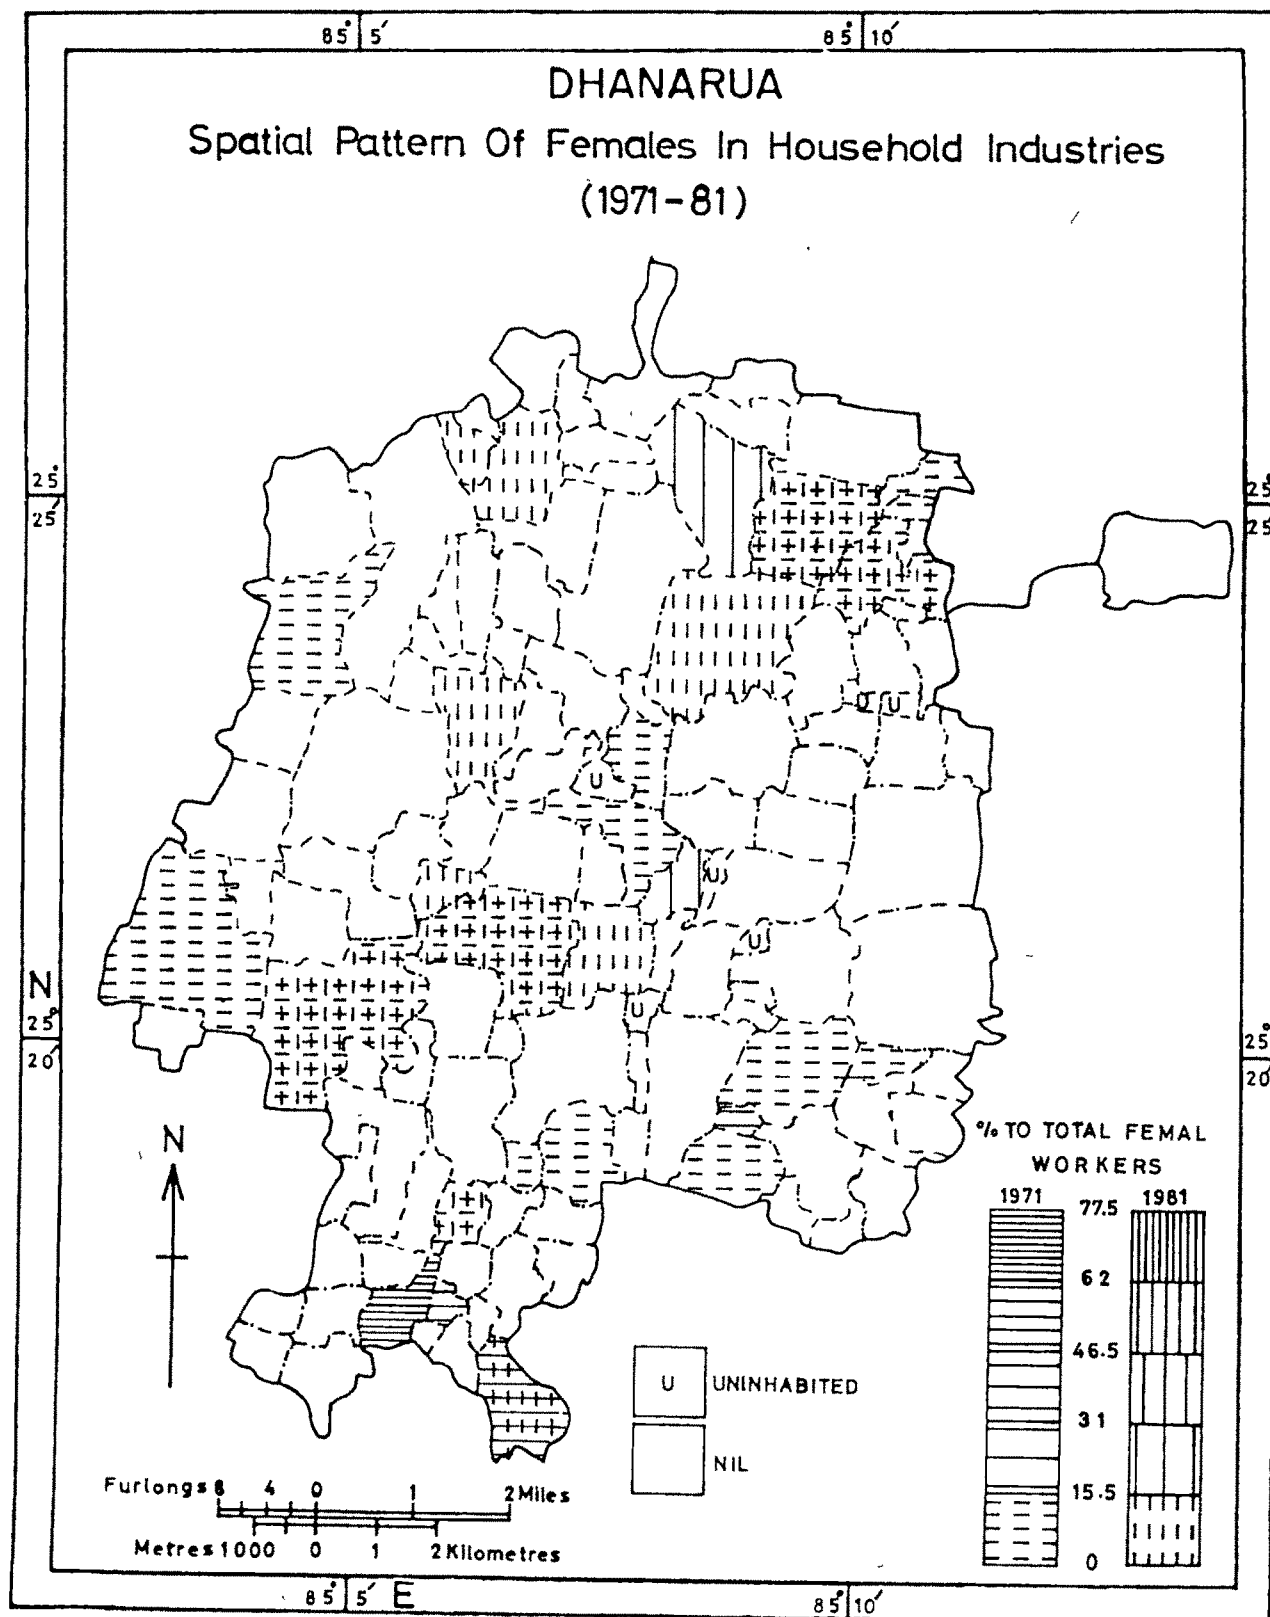 85° 5′ 85° 10′
DHANARUA
Spatial Pattern Of Females In Household Industries
(1971-81)
25° 25°
25′ 25′
U U
U
U
U
U
N
25° 25°
20′ 20′
N
% TO TOTAL FEMAL
WORKERS
1971 77.5 1981
62
46.5
31
15.5
0
U UNINHABITED
NIL
Furlongs 8 4 0 1 2 Miles
Metres 1000 0 1 2 Kilometres
85° 5′ E 85° 10′